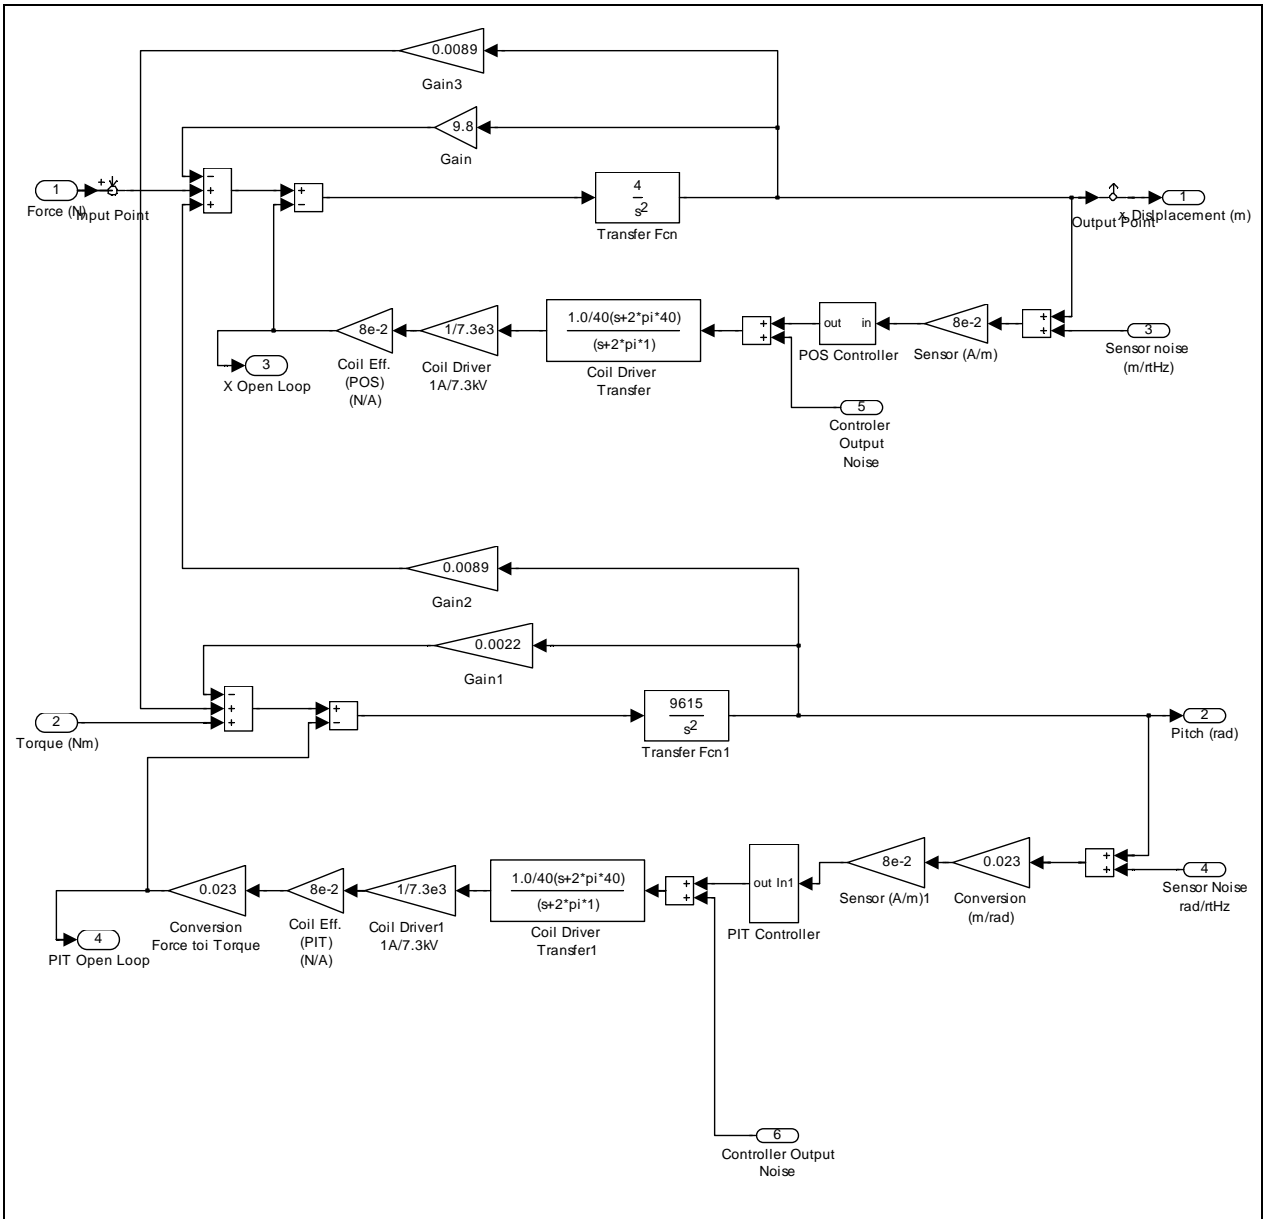 0.0089
Gain3
9.8
Gain
1
Force (N)
Input Point
+
−
+
+
+
−
4
s2
Transfer Fcn
Output Point
1
x Dislplacement (m)
3
X Open Loop
8e-2
Coil Eff.
(POS)
(N/A)
1/7.3e3
Coil Driver
1A/7.3kV
1.0/40(s+2*pi*40)
(s+2*pi*1)
Coil Driver
Transfer
+
+
out in
POS Controller
8e-2
Sensor (A/m)
+
+
3
Sensor noise
(m/rtHz)
5
Controler
Output
Noise
0.0089
Gain2
0.0022
Gain1
2
Torque (Nm)
−
+
+
+
−
9615
s2
Transfer Fcn1
2
Pitch (rad)
4
PIT Open Loop
0.023
Conversion
Force toi Torque
8e-2
Coil Eff.
(PIT)
(N/A)
1/7.3e3
Coil Driver1
1A/7.3kV
1.0/40(s+2*pi*40)
(s+2*pi*1)
Coil Driver
Transfer1
+
+
out In1
PIT Controller
8e-2
Sensor (A/m)1
0.023
Conversion
(m/rad)
+
+
4
Sensor Noise
rad/rtHz
6
Controller Output
Noise